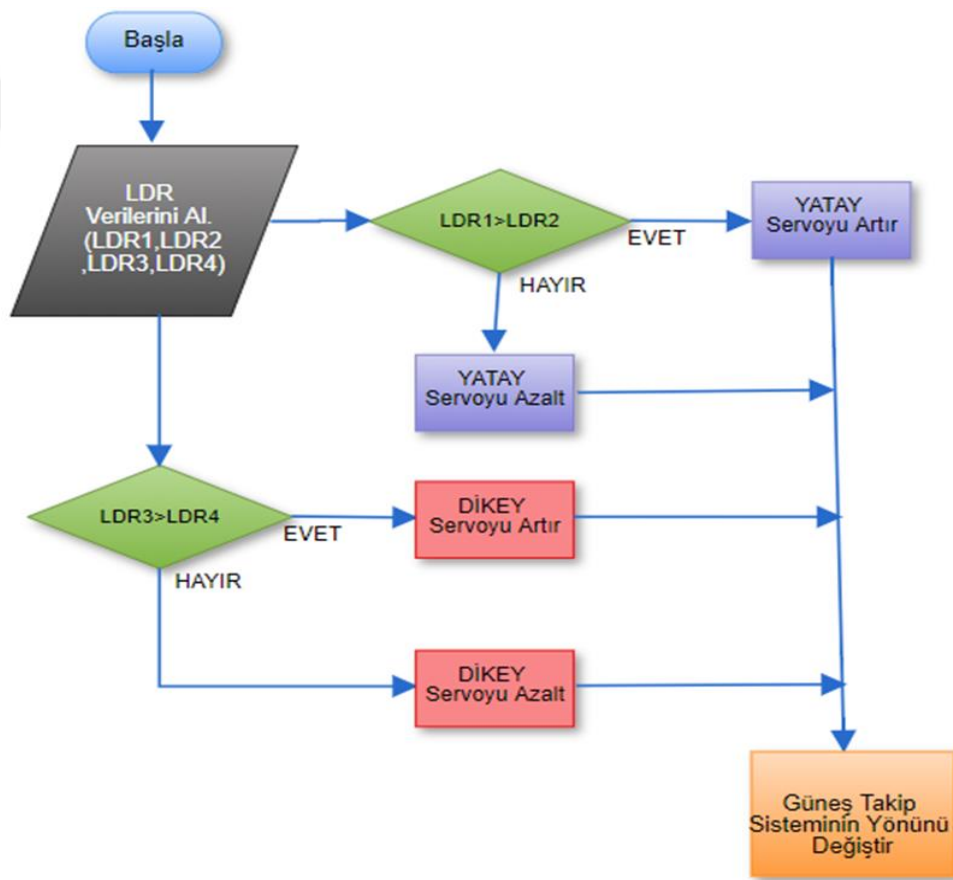 Başla
LDR
Verilerini Al.
(LDR1,LDR2
,LDR3,LDR4)
LDR1>LDR2
EVET
YATAY
Servoyu Artır
HAYIR
YATAY
Servoyu Azalt
LDR3>LDR4
EVET
DİKEY
Servoyu Artır
HAYIR
DİKEY
Servoyu Azalt
Güneş Takip
Sisteminin Yönünü
Değiştir